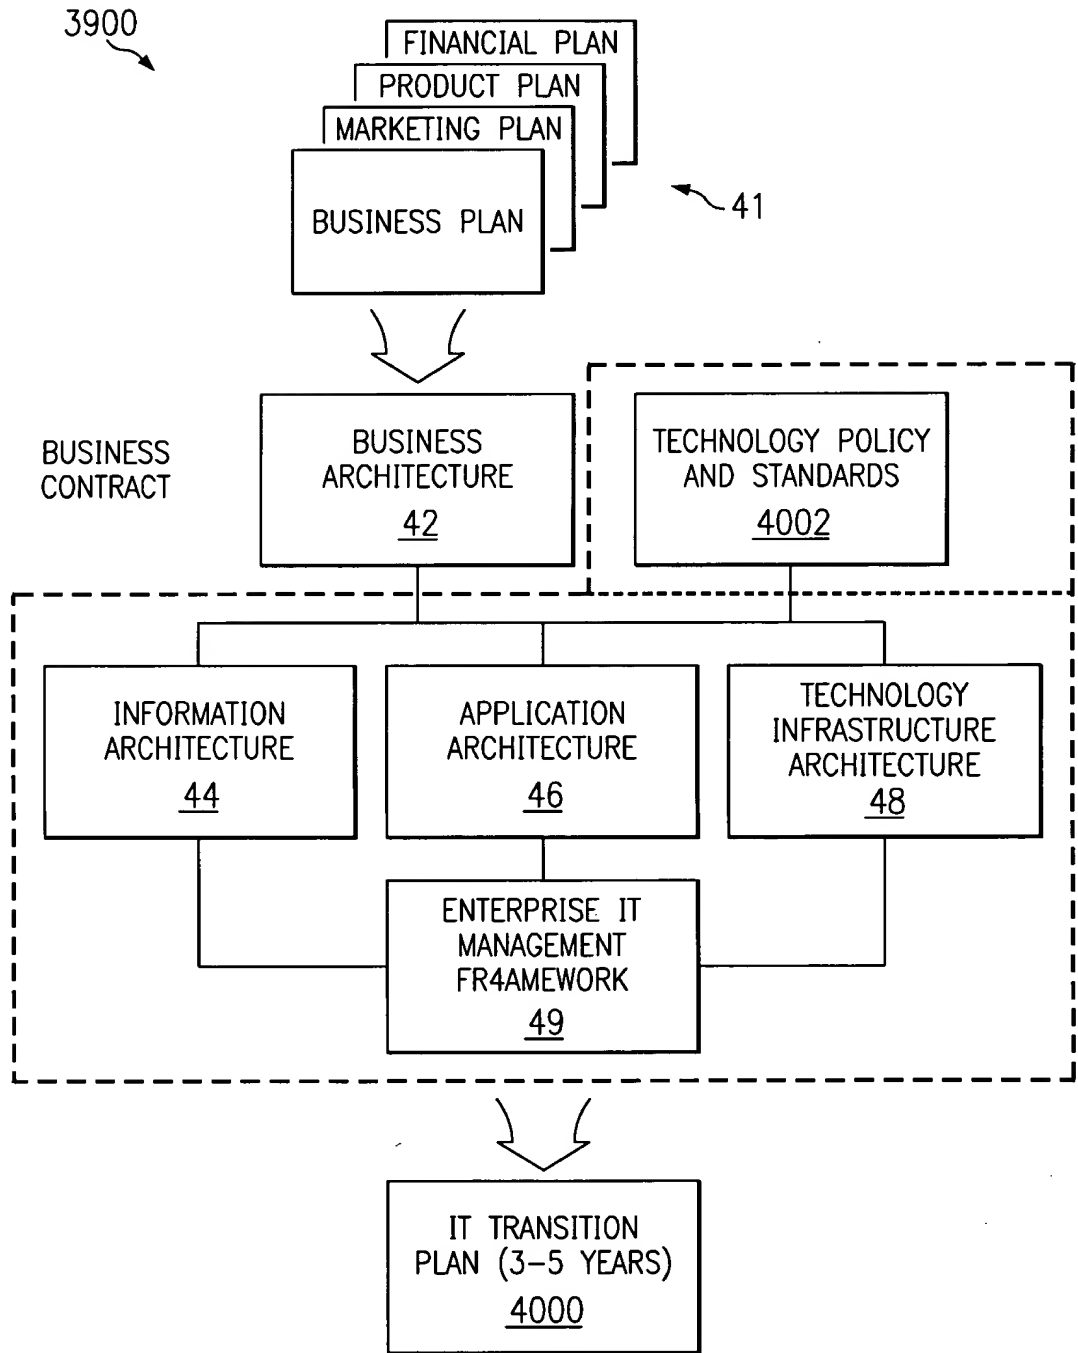 3900
FINANCIAL PLAN
PRODUCT PLAN
MARKETING PLAN
BUSINESS PLAN
41
BUSINESS
CONTRACT
BUSINESS
ARCHITECTURE
42
TECHNOLOGY POLICY
AND STANDARDS
4002
INFORMATION
ARCHITECTURE
44
APPLICATION
ARCHITECTURE
46
TECHNOLOGY
INFRASTRUCTURE
ARCHITECTURE
48
ENTERPRISE IT
MANAGEMENT
FR4AMEWORK
49
IT TRANSITION
PLAN (3-5 YEARS)
4000